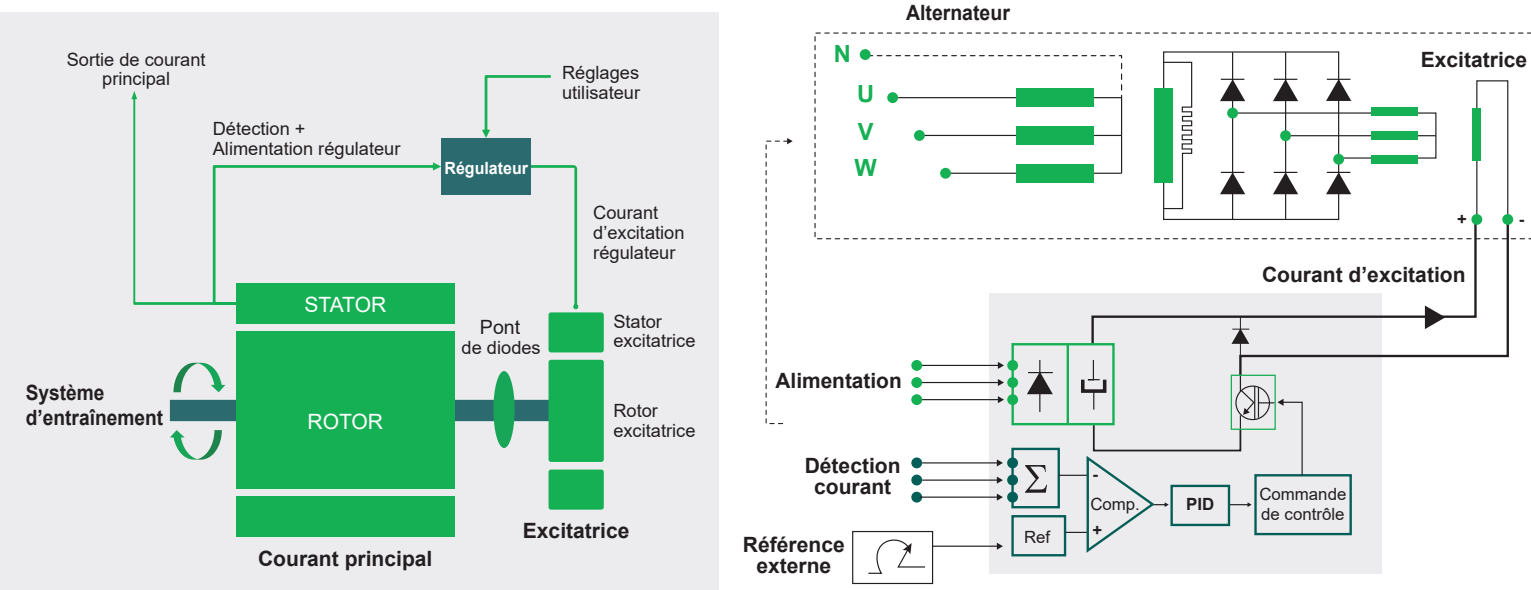 Sortie de courant
principal
Réglages
utilisateur
Détection +
Alimentation régulateur
Régulateur
Courant
d'excitation
régulateur
STATOR
Pont
de diodes
Stator
excitatrice
Système
d'entraînement
ROTOR
Rotor
excitatrice
Excitatrice
Courant principal
Alternateur
N
U
V
W
Excitatrice
+
-
Courant d'excitation
Alimentation
Détection
courant
Σ
-
Comp.
+
PID
Commande
de contrôle
Ref
Référence
externe